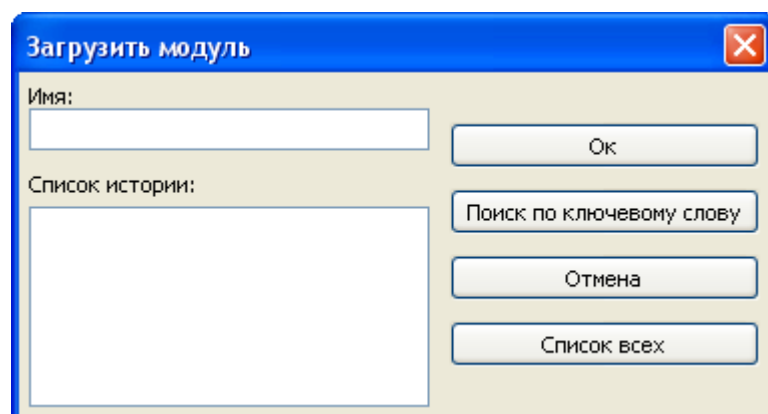 Загрузить модуль
Имя:
Ок
Список истории:
Поиск по ключевому слову
Отмена
Список всех